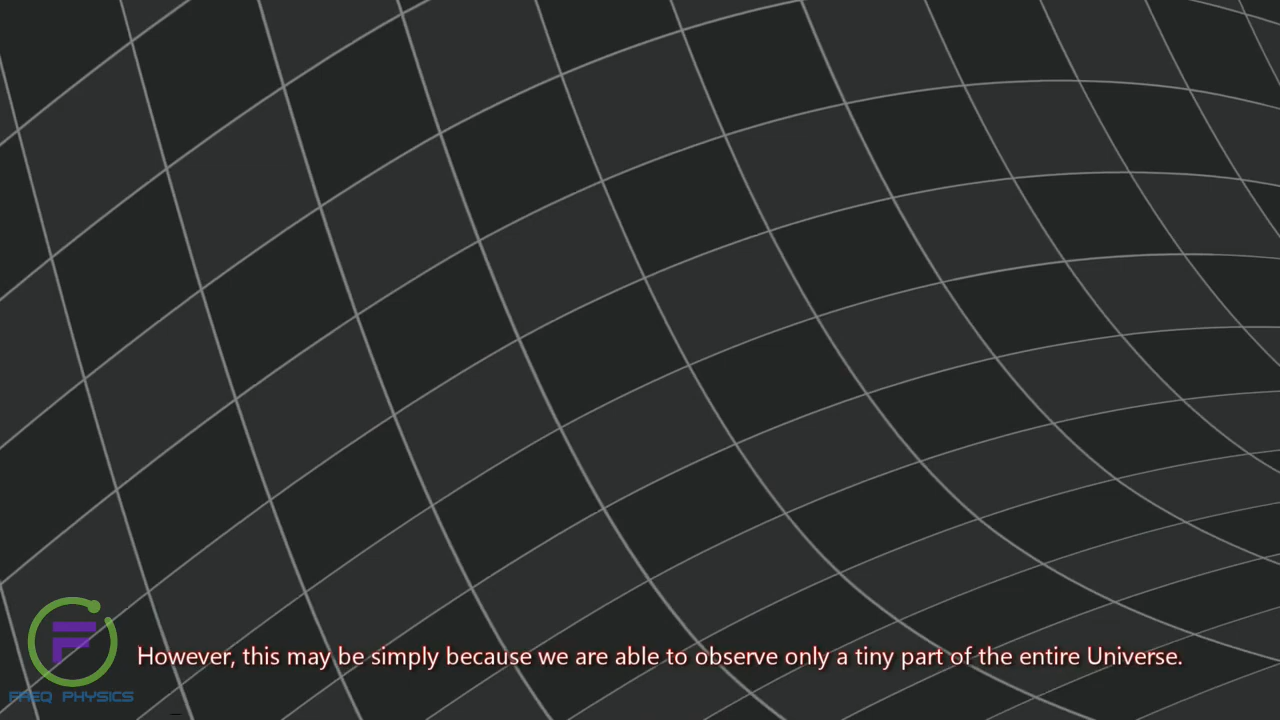 However, this may be simply because we are able to observe only a tiny part of the entire Universe.
F
FAEQ PHYSICS